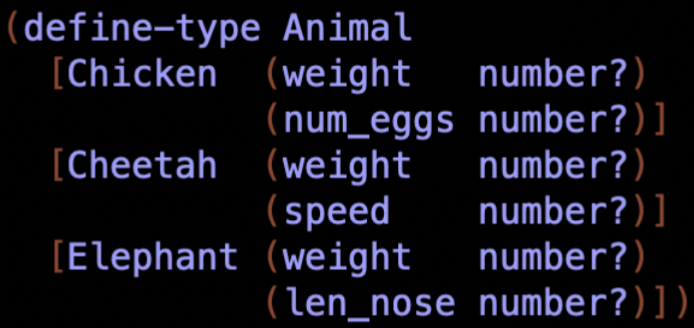 (define-type Animal
  [Chicken  (weight   number?)
            (num_eggs number?)]
  [Cheetah  (weight   number?)
            (speed    number?)]
  [Elephant (weight   number?)
            (len_nose number?)])